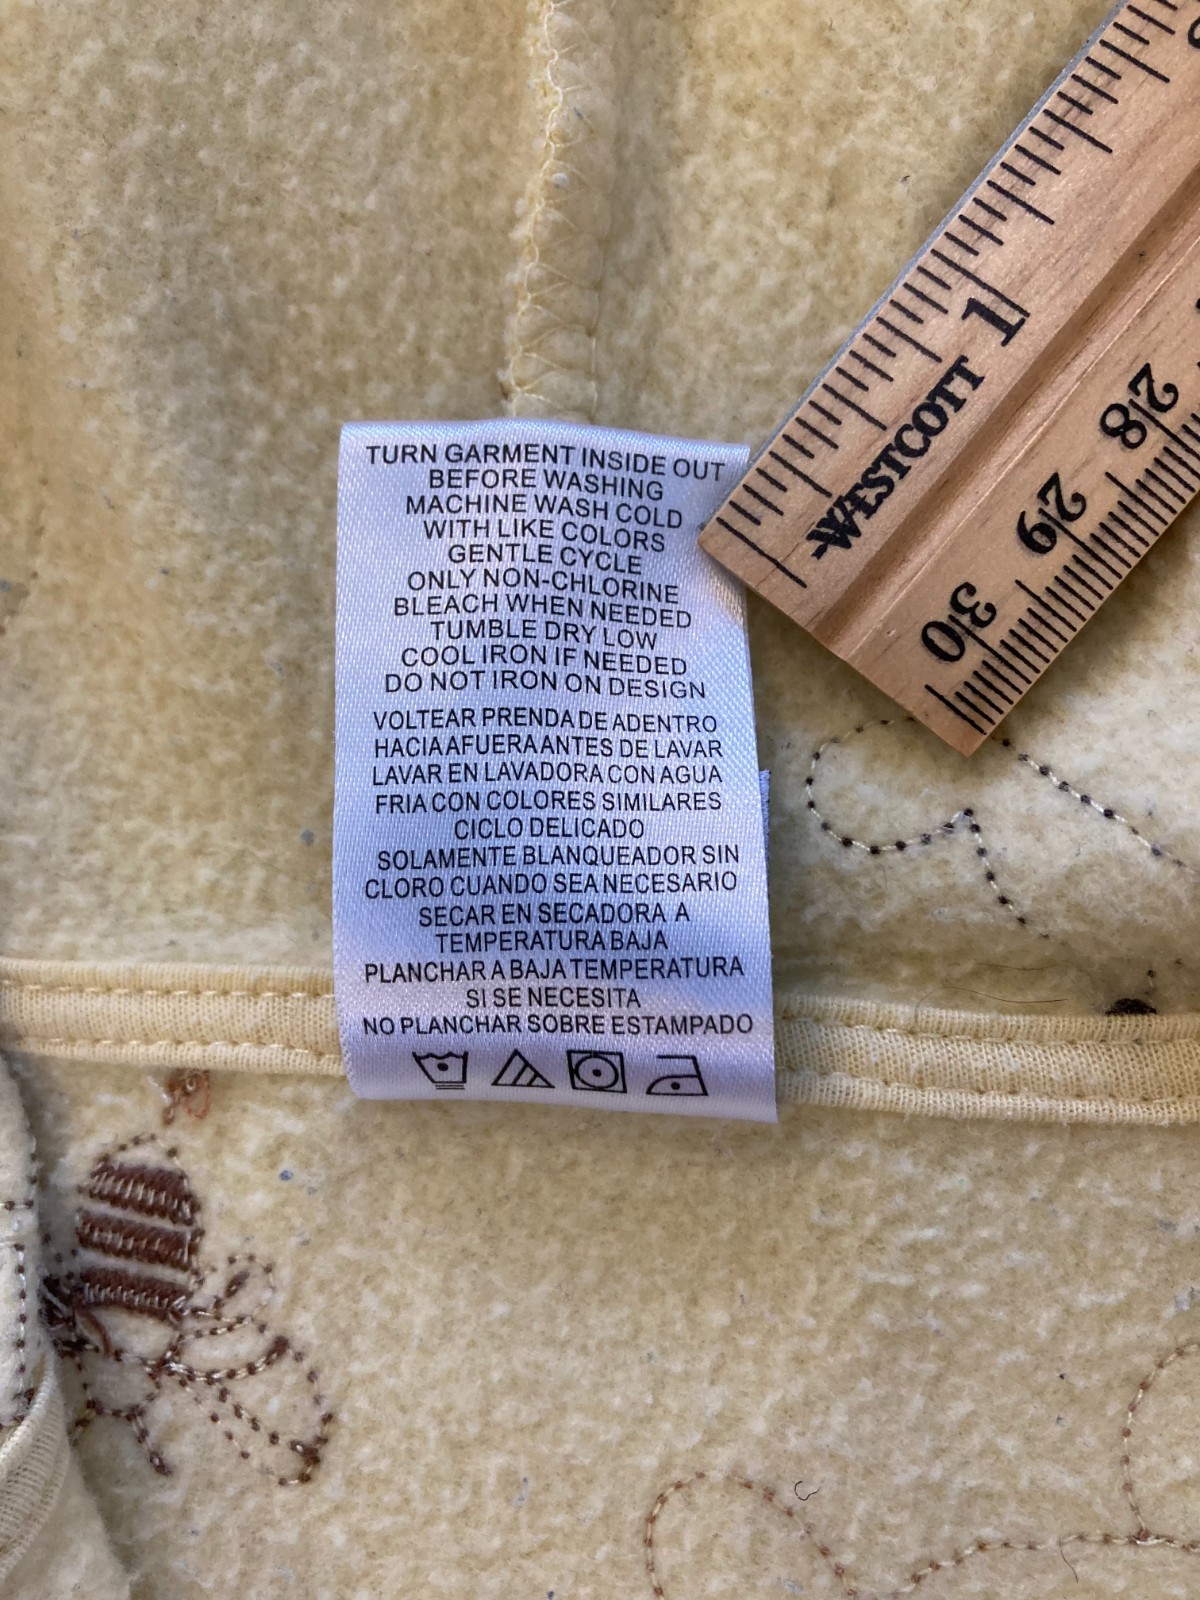 TURN GARMENT INSIDE OUT
BEFORE WASHING
MACHINE WASH COLD
WITH LIKE COLORS
GENTLE CYCLE
ONLY NON-CHLORINE
BLEACH WHEN NEEDED
TUMBLE DRY LOW
COOL IRON IF NEEDED
DO NOT IRON ON DESIGN
VOLTEAR PRENDA DE ADENTRO
HACIA AFUERA ANTES DE LAVAR
LAVAR EN LAVADORA CON AGUA
FRIA CON COLORES SIMILARES
CICLO DELICADO
SOLAMENTE BLANQUEADOR SIN
CLORO CUANDO SEA NECESARIO
SECAR EN SECADORA A
TEMPERATURA BAJA
PLANCHAR A BAJA TEMPERATURA
SI SE NECESITA
NO PLANCHAR SOBRE ESTAMPADO
1
WESTCOTT
28
29
30